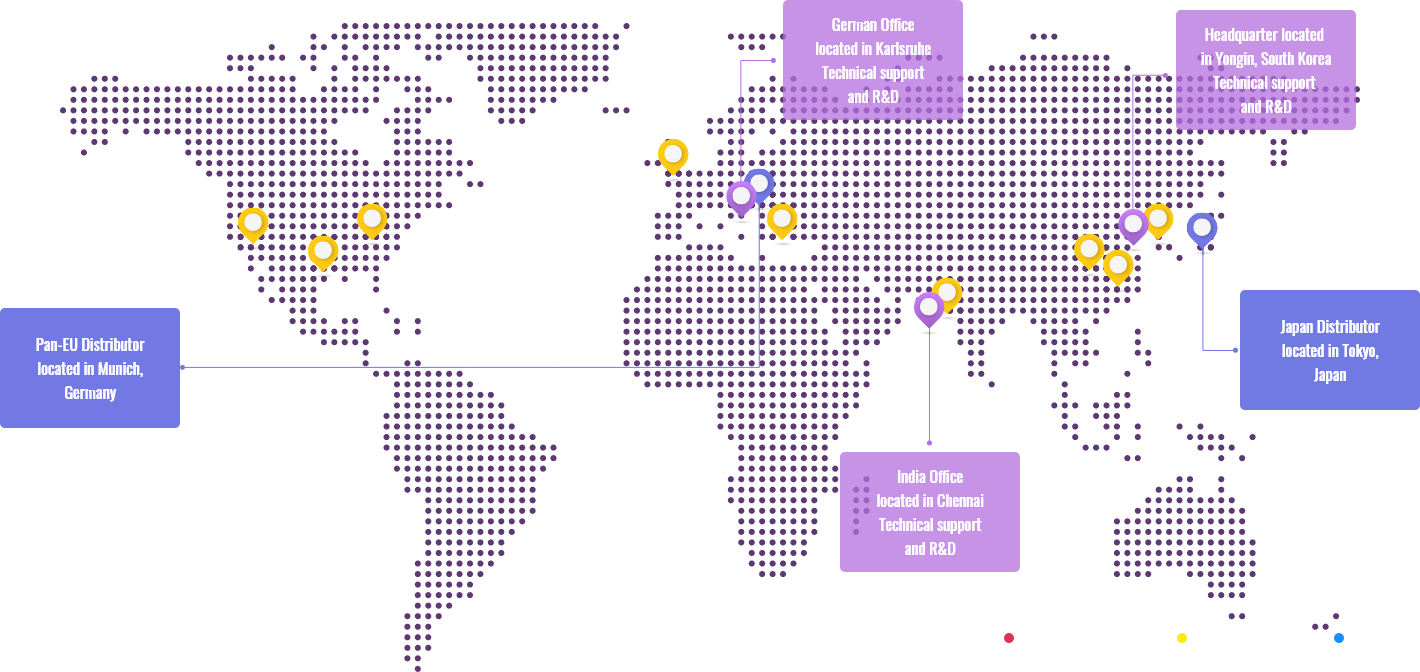 German Office
located in Karlsruhe
Technical support
and R&D
Headquarter located
in Yongin, South Korea
Technical support
and R&D
Pan-EU Distributor
located in Munich,
Germany
Japan Distributor
located in Tokyo,
Japan
India Office
located in Chennai
Technical support
and R&D